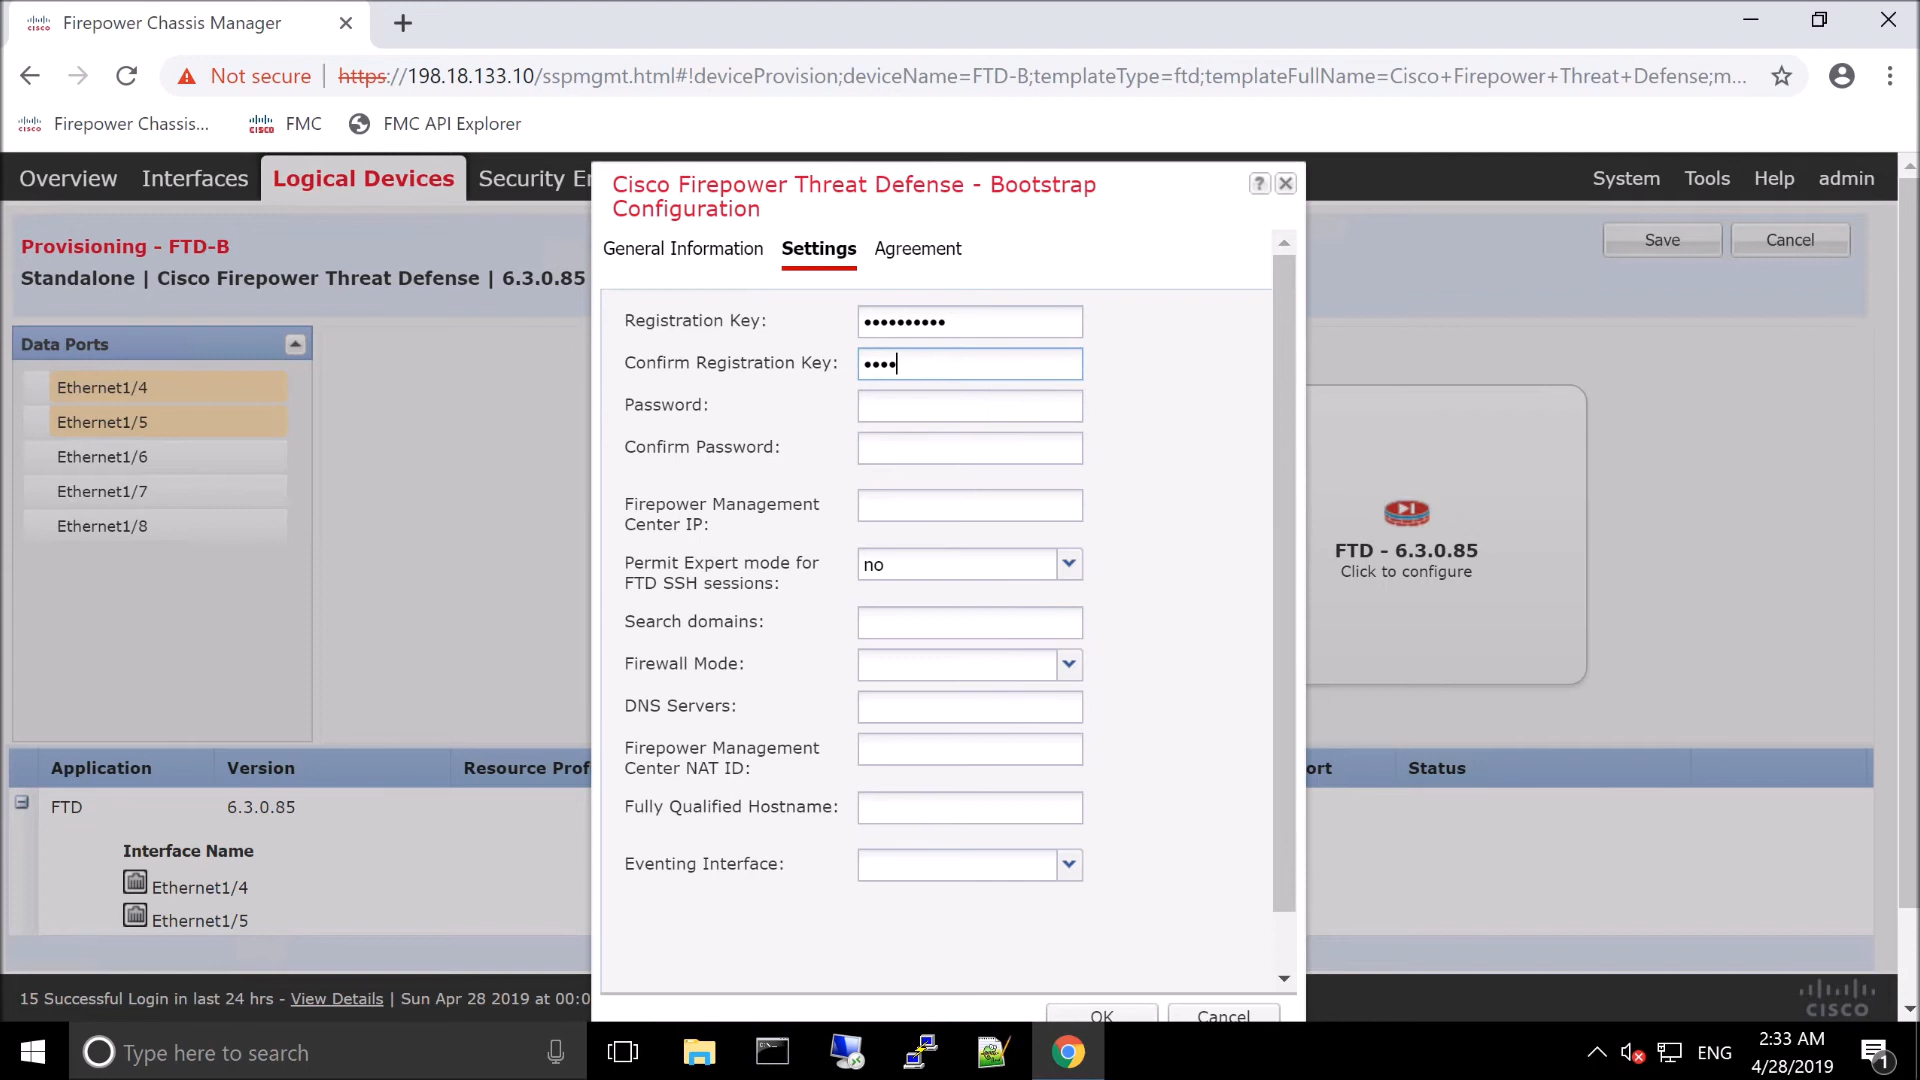 Firepower Chassis Manager
Not secure | https://198.18.133.10/sspmgmt.html#!deviceProvision;deviceName=FTD-B;templateType=ftd;templateFullName=Cisco+Firepower+Threat+Defense;m...
Firepower Chassis... FMC FMC API Explorer
Overview Interfaces Logical Devices Security En System Tools Help admin
Provisioning - FTD-B
Standalone | Cisco Firepower Threat Defense | 6.3.0.85
Save Cancel
Data Ports
Ethernet1/4
Ethernet1/5
Ethernet1/6
Ethernet1/7
Ethernet1/8
Cisco Firepower Threat Defense - Bootstrap
Configuration
General Information Settings Agreement
Registration Key: ••••••••••
Confirm Registration Key: ••••
Password:
Confirm Password:
Firepower Management
Center IP:
Permit Expert mode for
FTD SSH sessions: no
Search domains:
Firewall Mode:
DNS Servers:
Firepower Management
Center NAT ID:
Fully Qualified Hostname:
Eventing Interface:
OK Cancel
FTD - 6.3.0.85
Click to configure
Application Version Resource Prof ort Status
FTD 6.3.0.85
Interface Name
Ethernet1/4
Ethernet1/5
15 Successful Login in last 24 hrs - View Details | Sun Apr 28 2019 at 00:0
CISCO
Type here to search
ENG
2:33 AM
4/28/2019
1